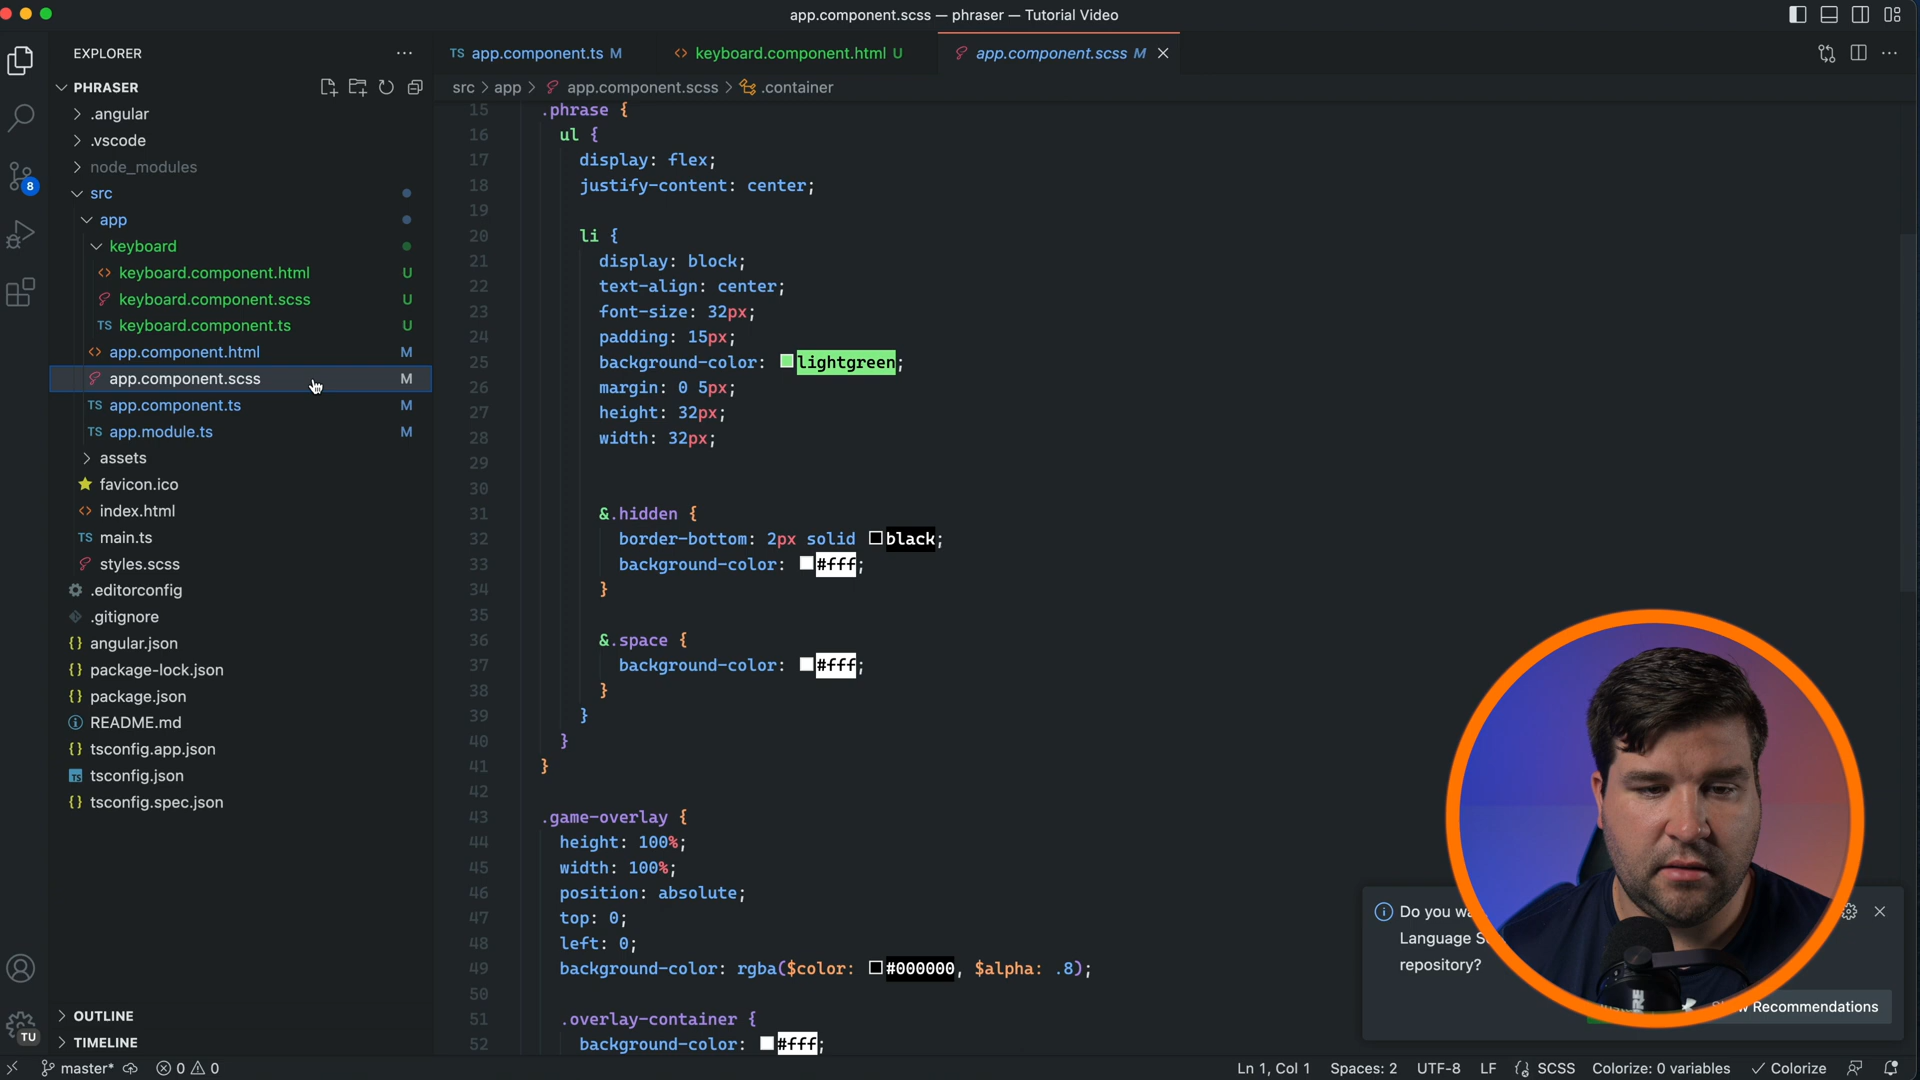 app.component.scss — phraser — Tutorial Video
EXPLORER
TS app.component.ts M
<> keyboard.component.html U
app.component.scss M
PHRASER
src > app > app.component.scss > .container
.angular
.vscode
node_modules
src
app
keyboard
keyboard.component.html U
keyboard.component.scss U
TS keyboard.component.ts U
app.component.html M
app.component.scss M
TS app.component.ts M
TS app.module.ts M
assets
favicon.ico
index.html
TS main.ts
styles.scss
.editorconfig
.gitignore
{} angular.json
{} package-lock.json
{} package.json
README.md
{} tsconfig.app.json
TS tsconfig.json
{} tsconfig.spec.json
OUTLINE
TIMELINE
8
TU
15 .phrase {
16 ul {
17 display: flex;
18 justify-content: center;
19
20 li {
21 display: block;
22 text-align: center;
23 font-size: 32px;
24 padding: 15px;
25 background-color: lightgreen;
26 margin: 0 5px;
27 height: 32px;
28 width: 32px;
29
30
31 &.hidden {
32 border-bottom: 2px solid black;
33 background-color: #fff;
34 }
35
36 &.space {
37 background-color: #fff;
38 }
39 }
40 }
41 }
42
43 .game-overlay {
44 height: 100%;
45 width: 100%;
46 position: absolute;
47 top: 0;
48 left: 0;
49 background-color: rgba($color: #000000, $alpha: .8);
50
51 .overlay-container {
52 background-color: #fff;
Do you
Language
repository?
Recommendations
master* 0 0
Ln 1, Col 1 Spaces: 2 UTF-8 LF SCSS Colorize: 0 variables Colorize